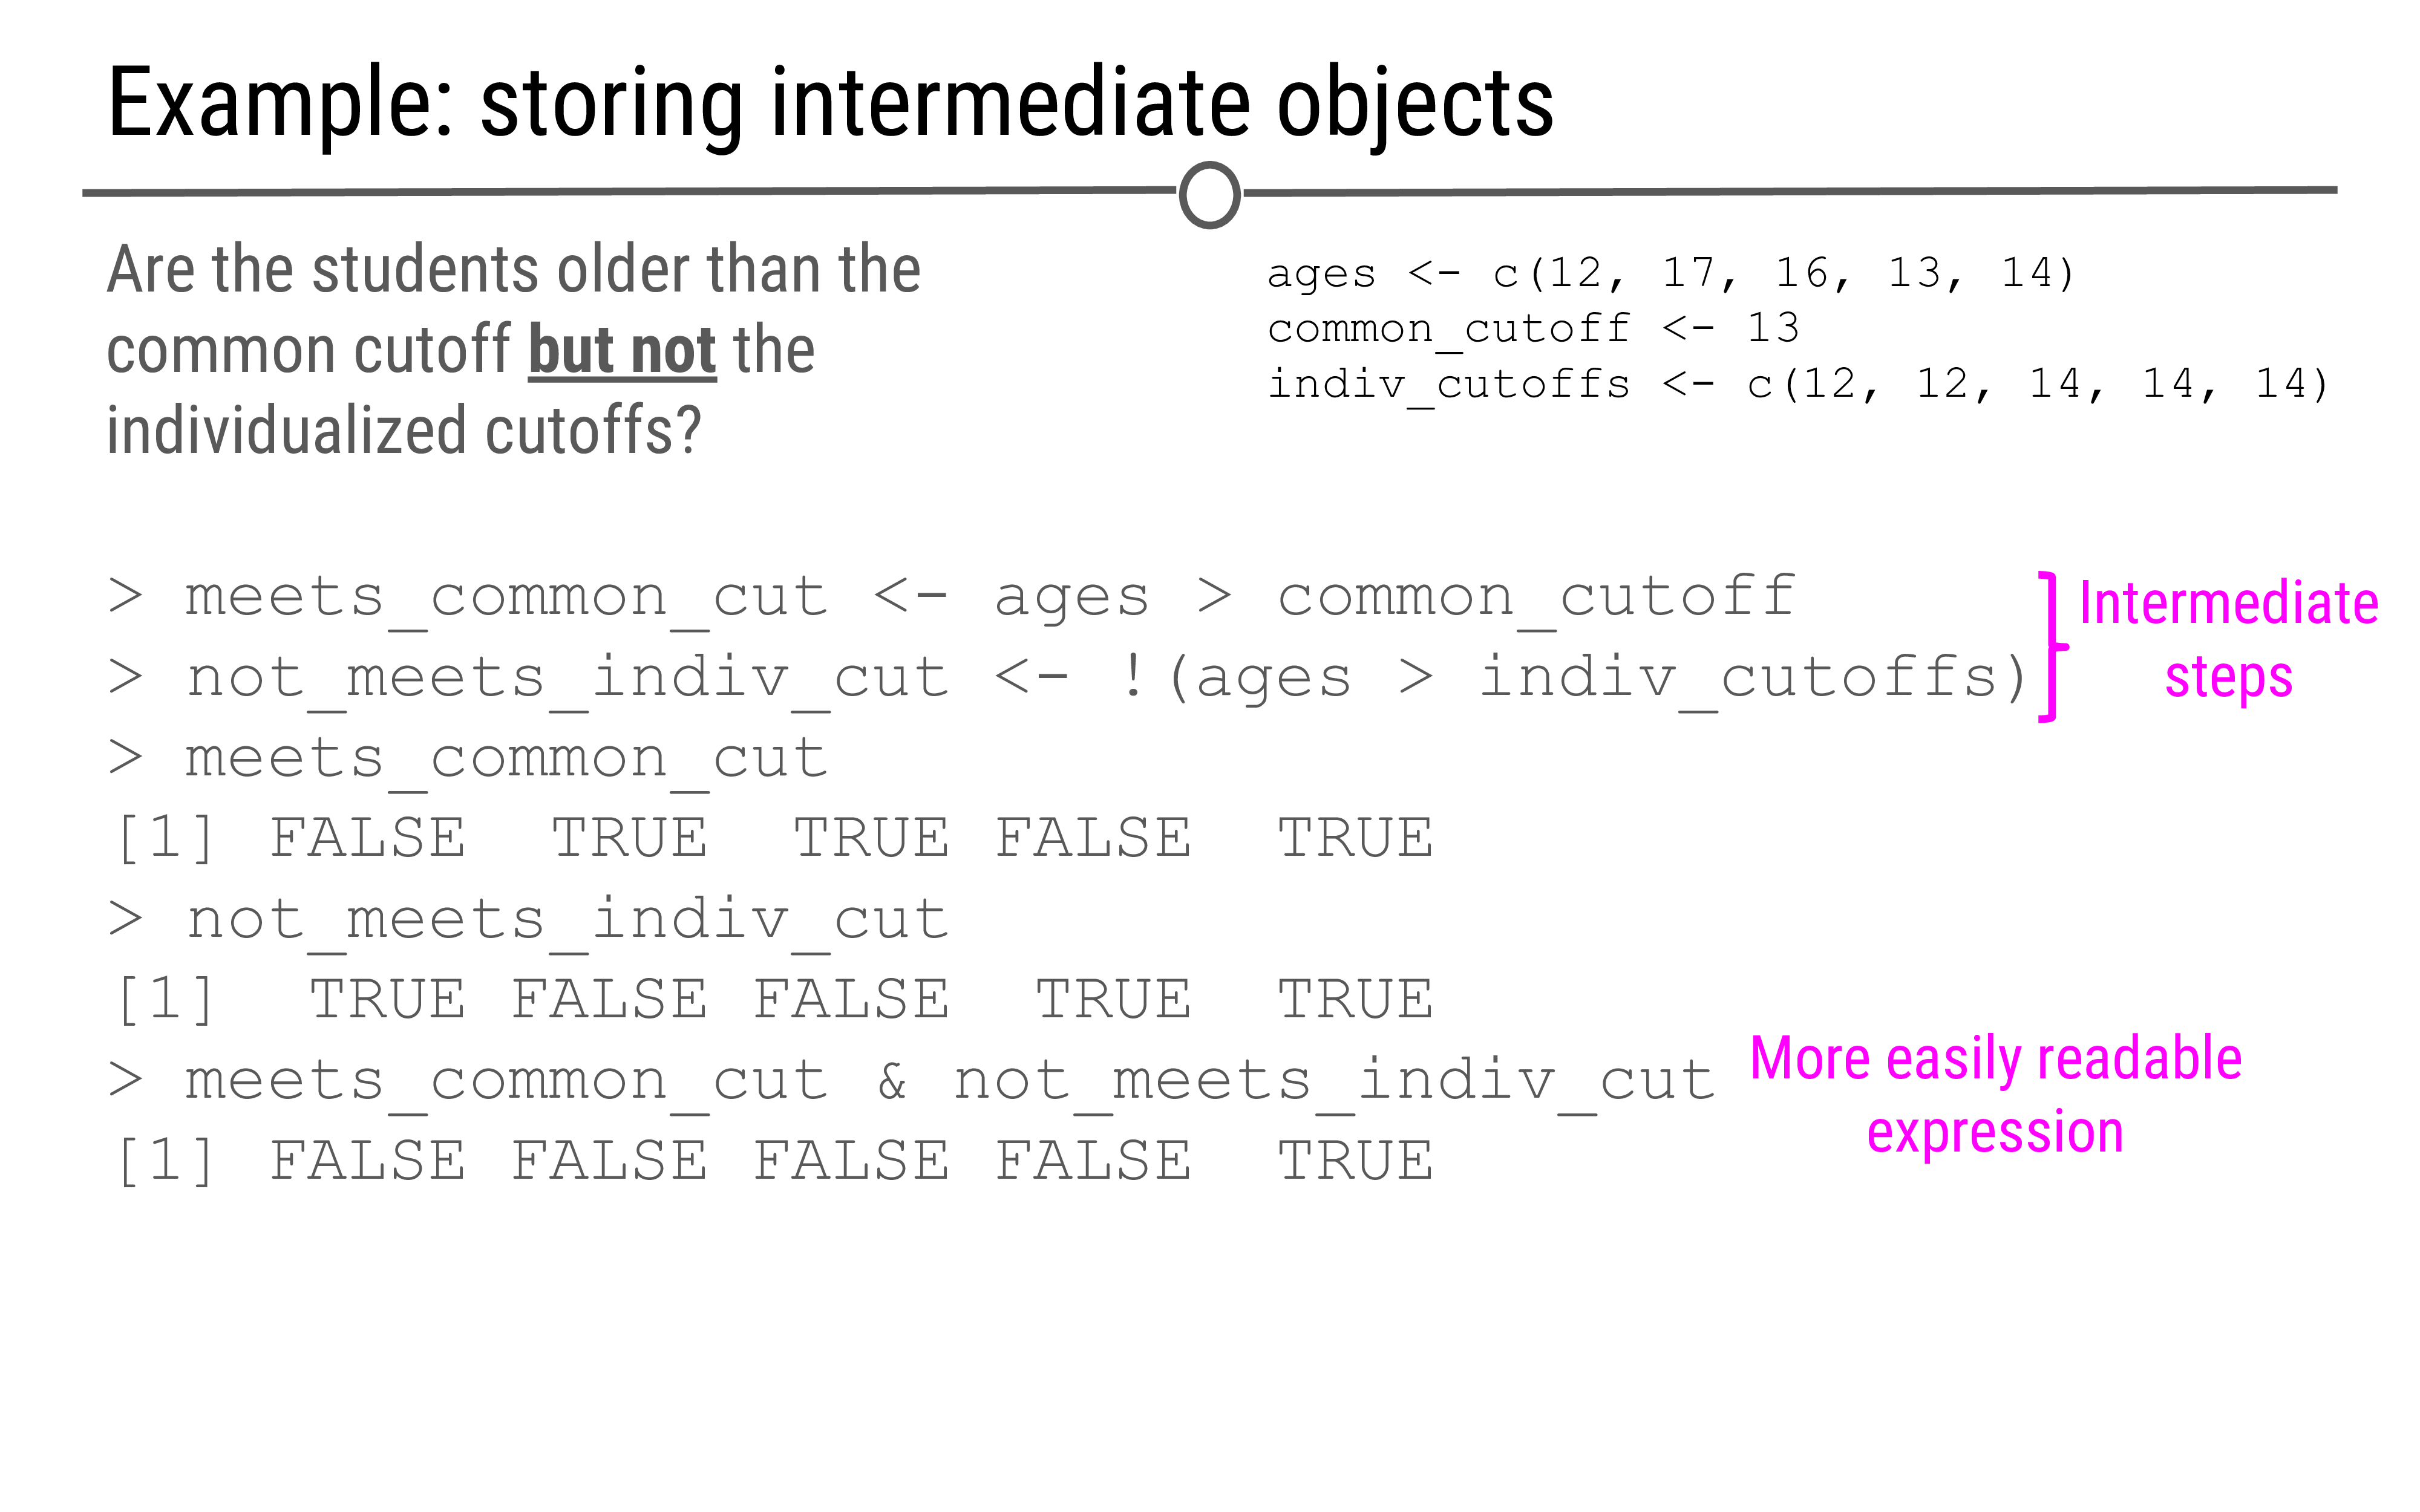 Example: storing intermediate objects
Are the students older than the
common cutoff but not the
individualized cutoffs?
ages <- c(12, 17, 16, 13, 14)
common_cutoff <- 13
indiv_cutoffs <- c(12, 12, 14, 14, 14)
> meets_common_cut <- ages > common_cutoff
> not_meets_indiv_cut <- !(ages > indiv_cutoffs)
Intermediate
steps
> meets_common_cut
[1] FALSE  TRUE  TRUE FALSE  TRUE
> not_meets_indiv_cut
[1]  TRUE FALSE FALSE  TRUE  TRUE
> meets_common_cut & not_meets_indiv_cut
[1] FALSE FALSE FALSE FALSE  TRUE
More easily readable
expression